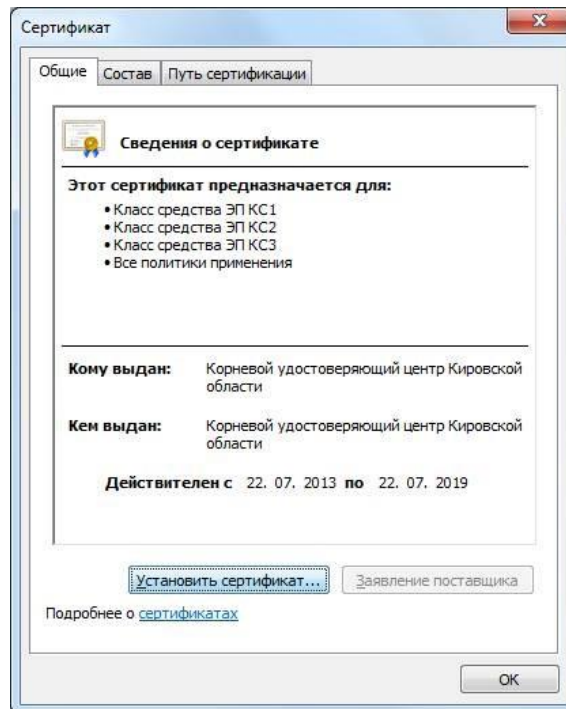 Сертификат
Общие Состав Путь сертификации
Сведения о сертификате
Этот сертификат предназначается для:
• Класс средства ЭП КС1
• Класс средства ЭП КС2
• Класс средства ЭП КС3
• Все политики применения
Кому выдан: Корневой удостоверяющий центр Кировской
области
Кем выдан: Корневой удостоверяющий центр Кировской
области
Действителен с 22. 07. 2013 по 22. 07. 2019
Установить сертификат... Заявление поставщика
Подробнее о сертификатах
ОК